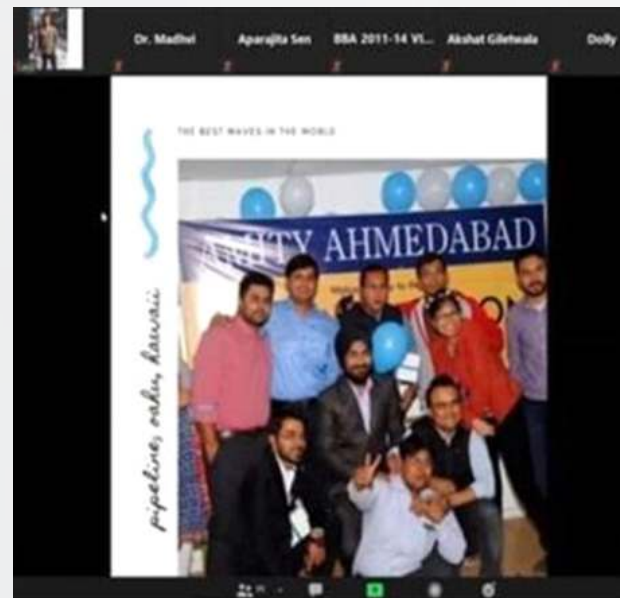 Dr. Madhvi
Aparajita Sen
BBA 2011-14 VI...
Akshat Giletwala
Dolly
THE BEST WAVES IN THE WORLD
AMITY AHMEDABAD
pipeline, oahu, hawaii